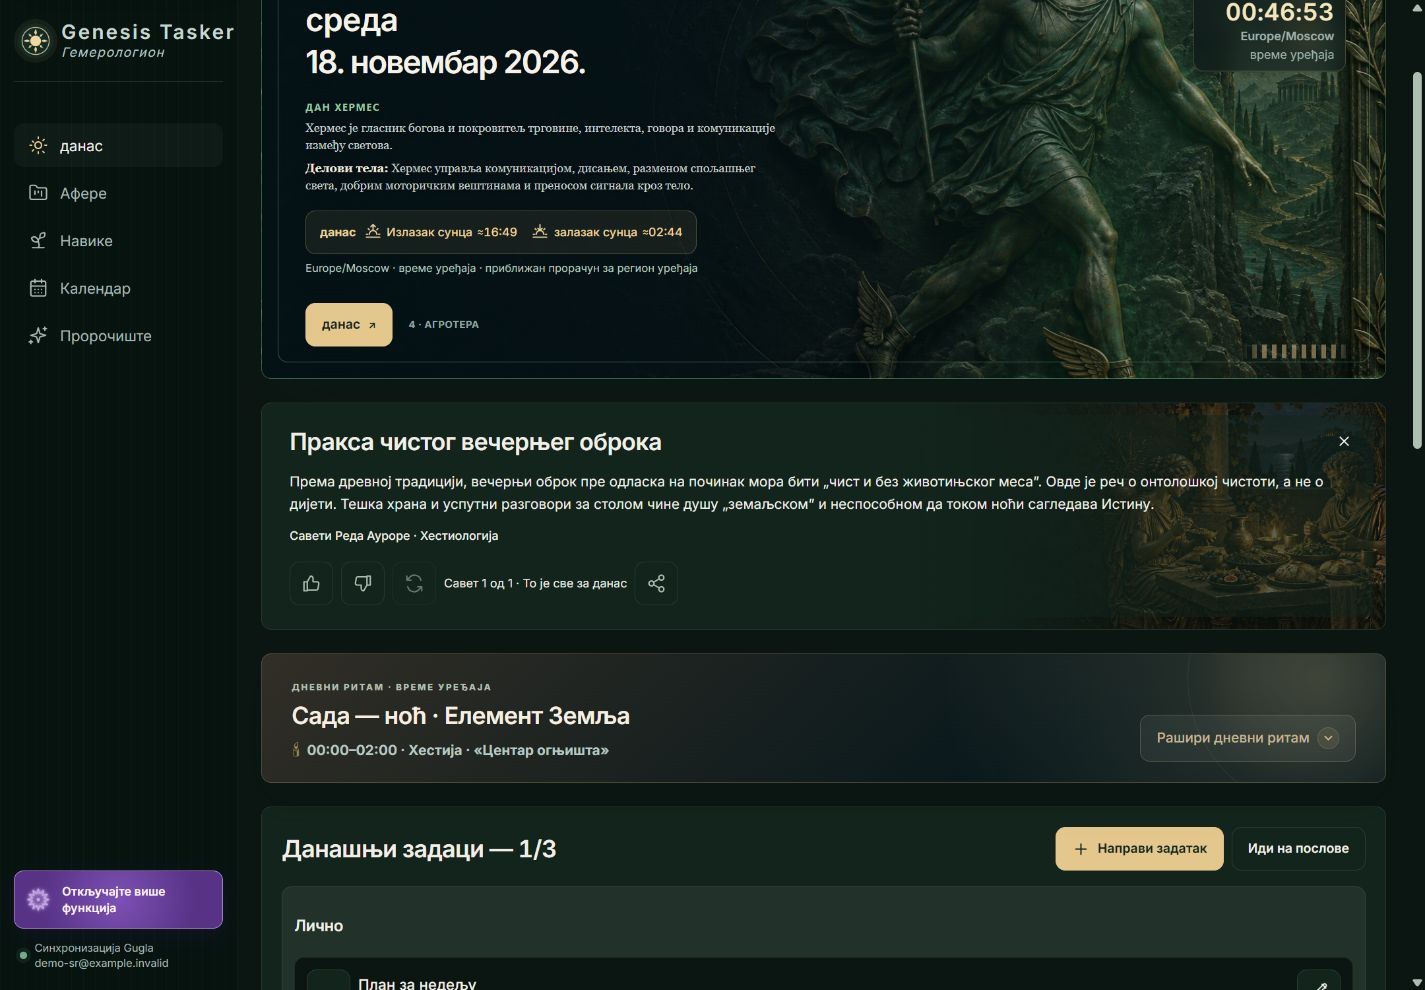 Genesis Tasker
Гемерологион
данас
Афере
Навике
Календар
Пророчиште
Откључајте више
функција
Синхронизација Gugla
demo-sr@example.invalid
среда
18. новембар 2026.
00:46:53
Europe/Moscow
време уређаја
ДАН ХЕРМЕС
Хермес је гласник богова и покровитељ трговине, интелекта, говора и комуникације
између светова.
Делови тела: Хермес управља комуникацијом, дисањем, разменом спољашњег
света, добрим моторичким вештинама и преносом сигнала кроз тело.
данас Излазак сунца ≈16:49 залазак сунца ≈02:44
Europe/Moscow · време уређаја · приближан прорачун за регион уређаја
данас ↗ 4 · АГРОТЕРА
Пракса чистог вечерњег оброка
Према древној традицији, вечерњи оброк пре одласка на починак мора бити „чист и без животињског меса“. Овде је реч о онтолошкој чистоти, а не о
дијети. Тешка храна и успутни разговори за столом чине душу „земаљском“ и неспособном да током ноћи сагледава Истину.
Савети Реда Ауроре · Хестиологија
Савет 1 од 1 · То је све за данас
ДНЕВНИ РИТАМ · ВРЕМЕ УРЕЂАЈА
Сада — ноћ · Елемент Земља
00:00–02:00 · Хестија · «Центар огњишта»
Рашири дневни ритам
Данашњи задаци — 1/3
+ Направи задатак
Иди на послове
Лично
План за недељу